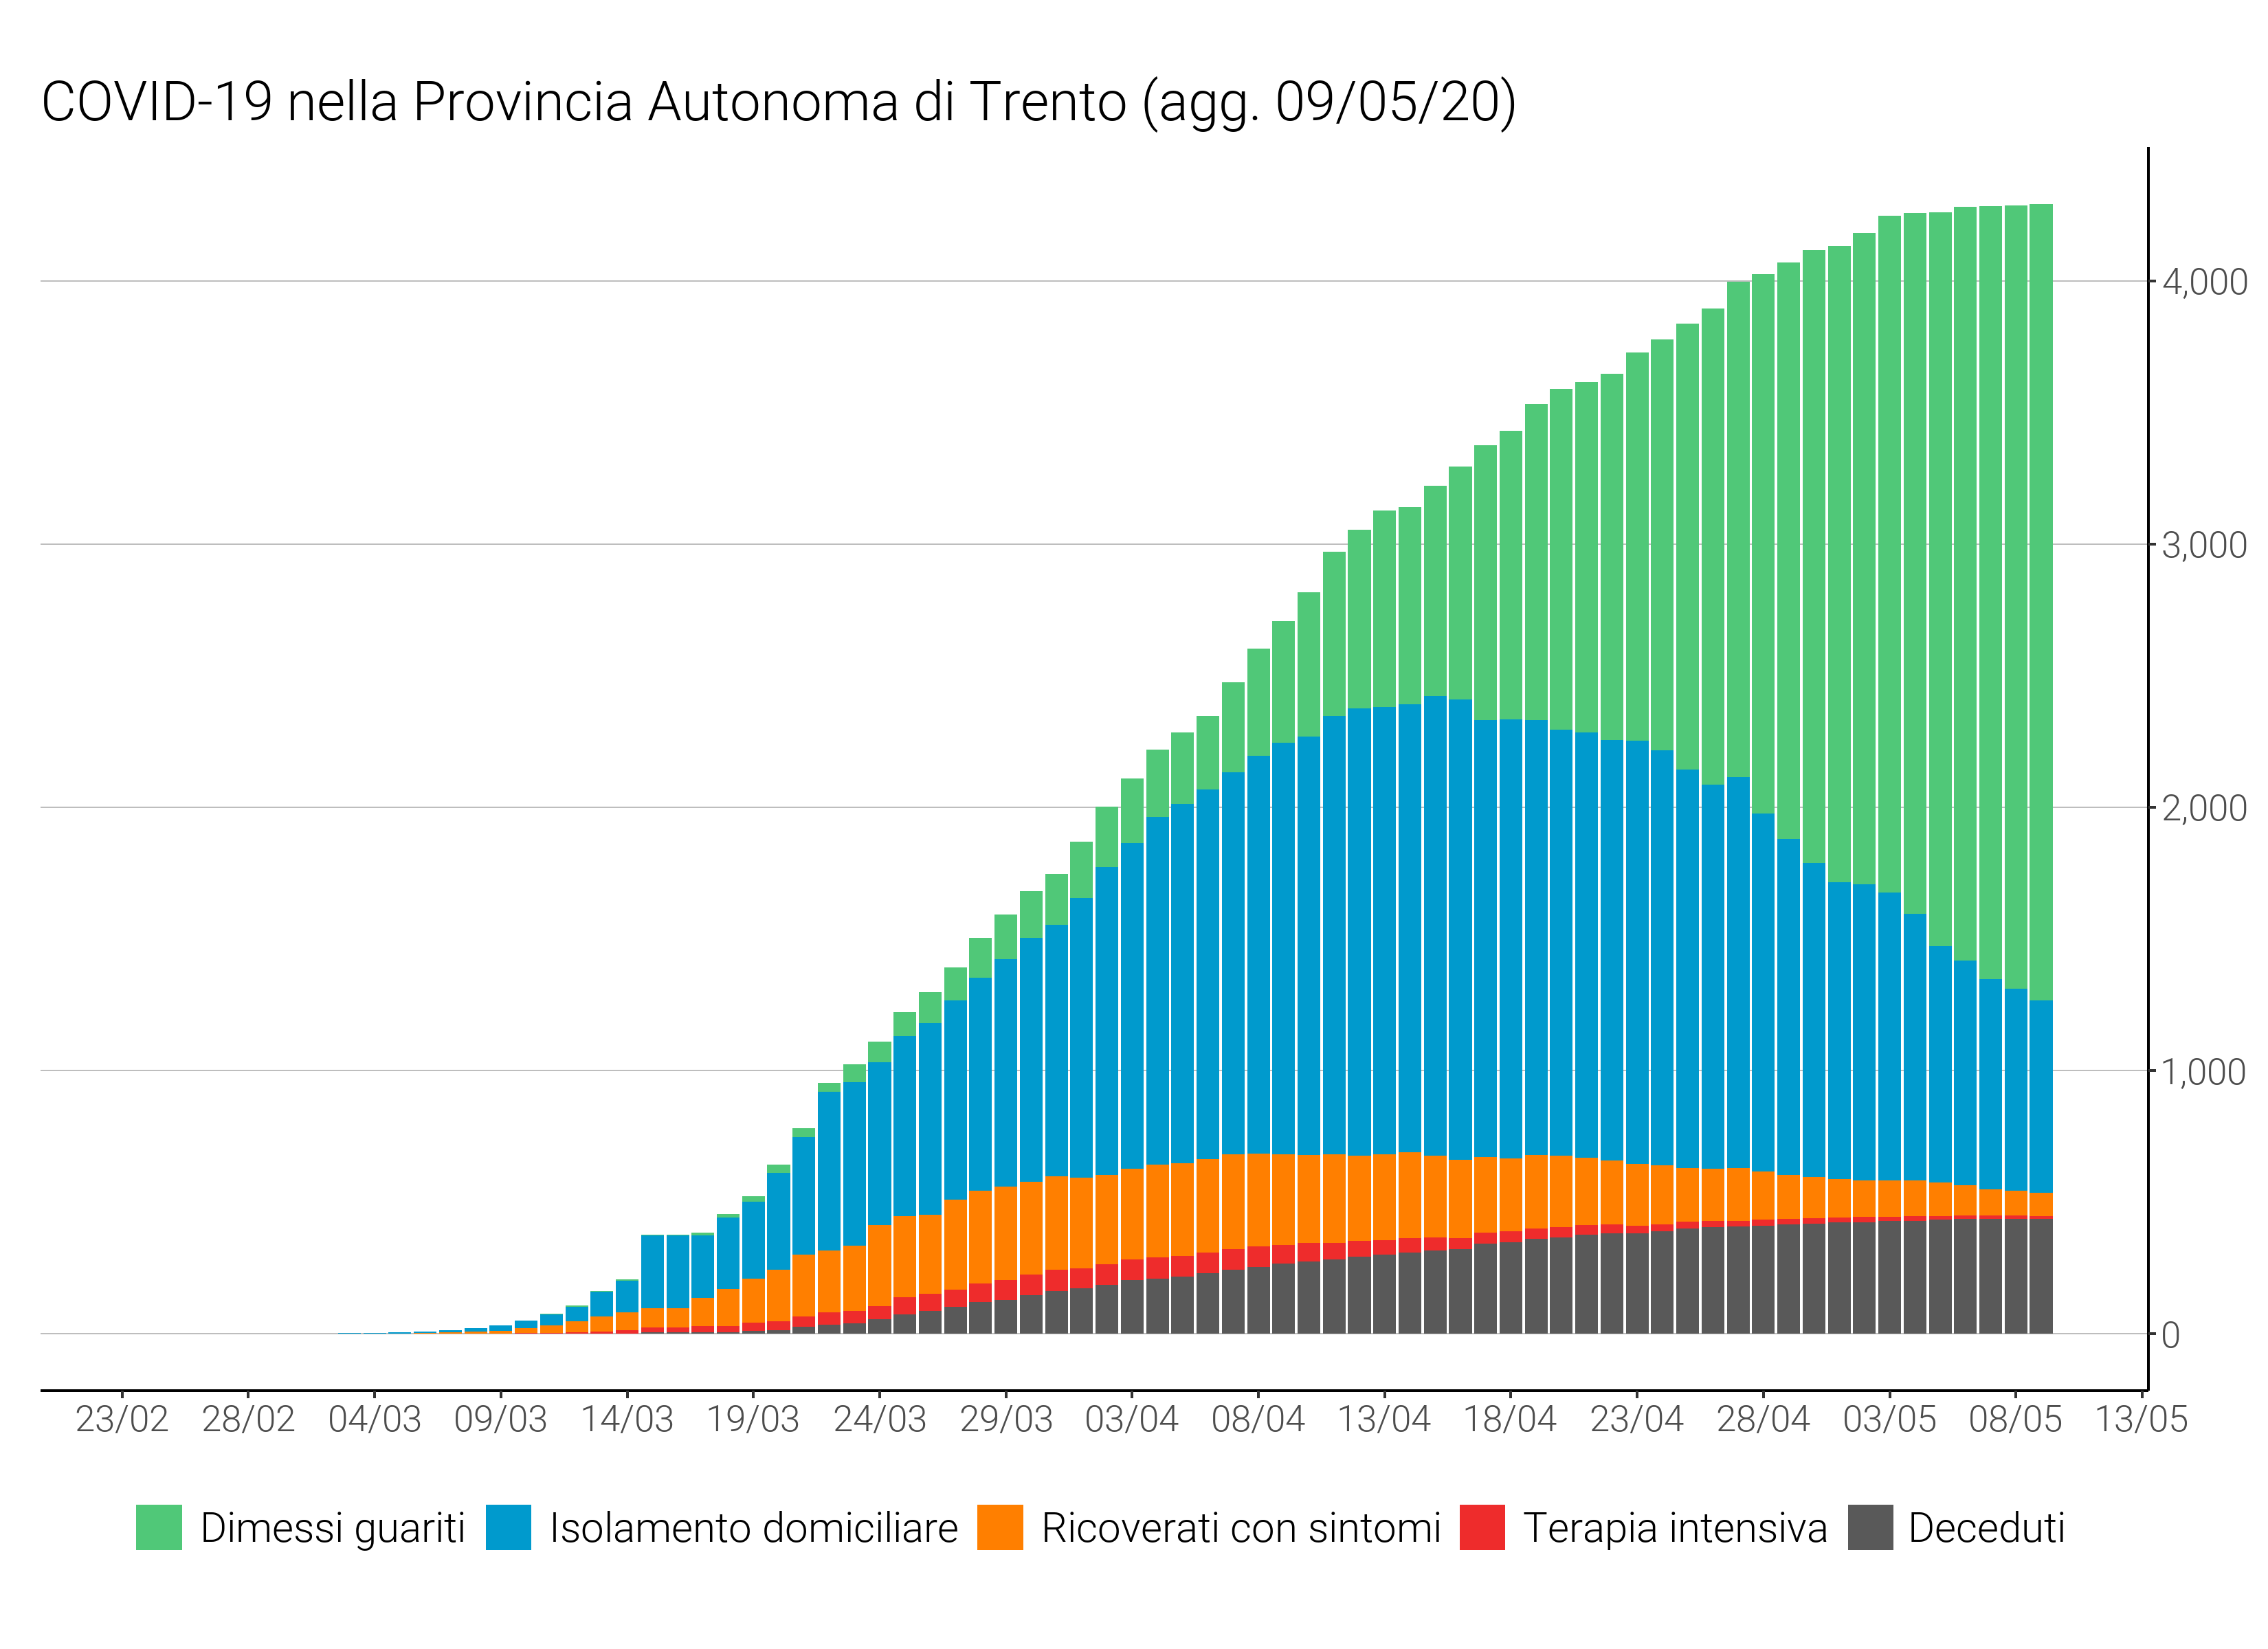 COVID-19 nella Provincia Autonoma di Trento (agg. 09/05/20)
4,000
3,000
2,000
1,000
0
23/02 28/02 04/03 09/03 14/03 19/03 24/03 29/03 03/04 08/04 13/04 18/04 23/04 28/04 03/05 08/05 13/05
Dimessi guariti Isolamento domiciliare Ricoverati con sintomi Terapia intensiva Deceduti